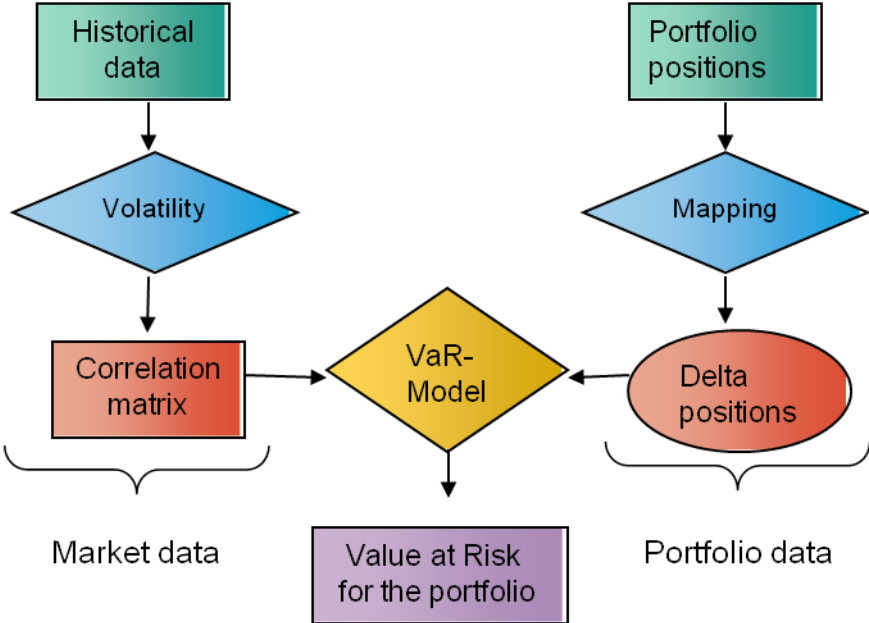 Historical
data
Portfolio
positions
Volatility
Mapping
Correlation
matrix
VaR-
Model
Delta
positions
Market data
Value at Risk
for the portfolio
Portfolio data